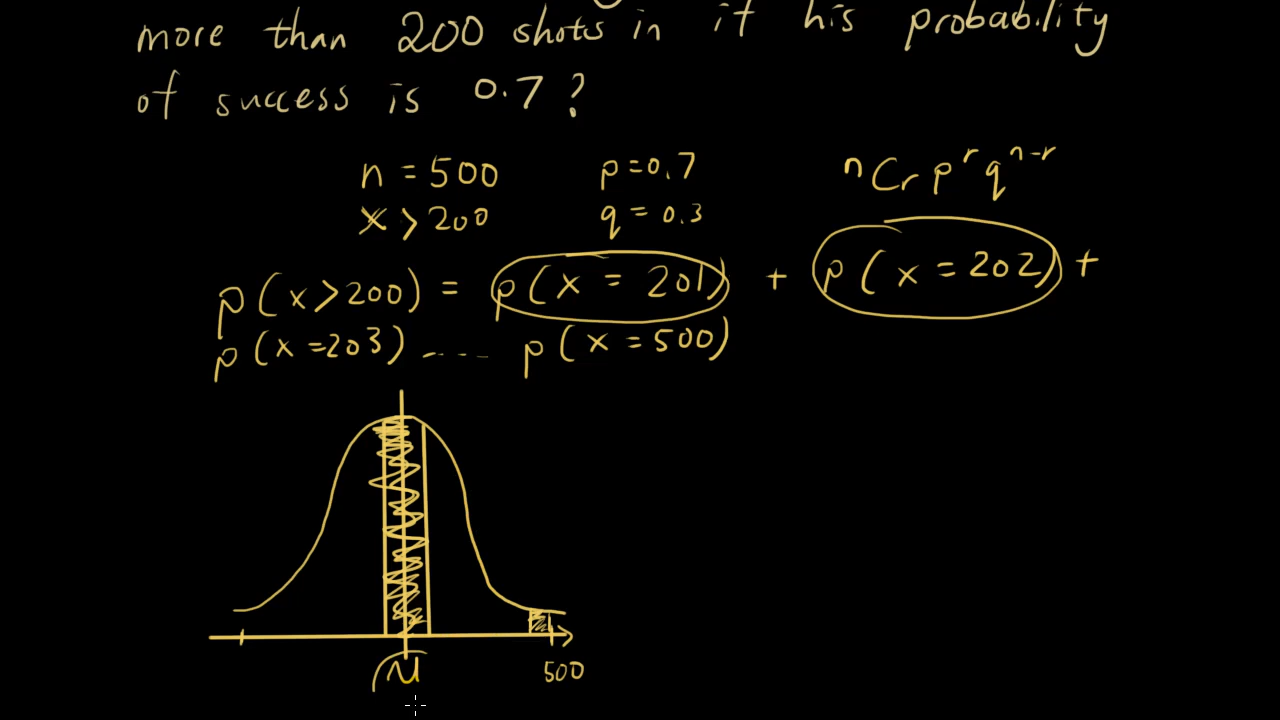 more than 200 shots in if his probability
of success is 0.7?
n = 500 p = 0.7 nCr p^r q^n-r
x > 200 q = 0.3
p(x > 200) = p(x = 201) + p(x = 202) +
p(x = 203) ---- p(x = 500)
μ 500